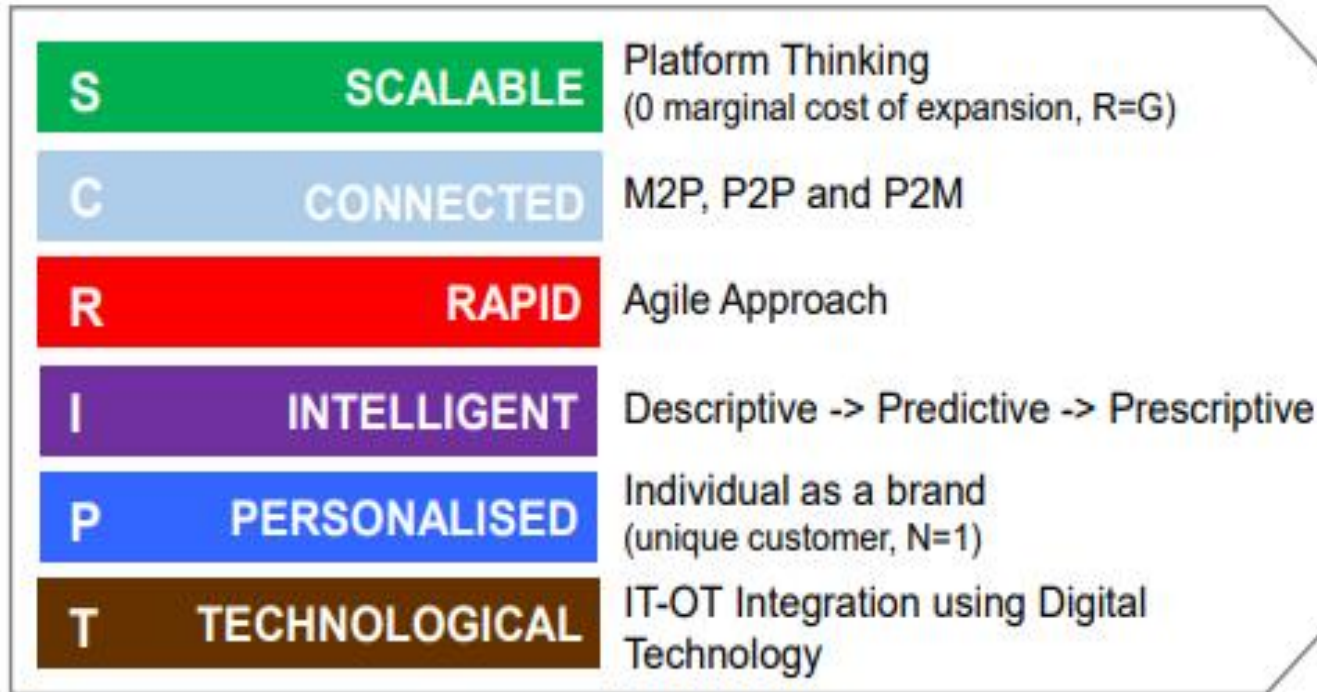 S SCALABLE Platform Thinking
(0 marginal cost of expansion, R=G)
C CONNECTED M2P, P2P and P2M
R RAPID Agile Approach
I INTELLIGENT Descriptive -> Predictive -> Prescriptive
P PERSONALISED Individual as a brand
(unique customer, N=1)
T TECHNOLOGICAL IT-OT Integration using Digital
Technology